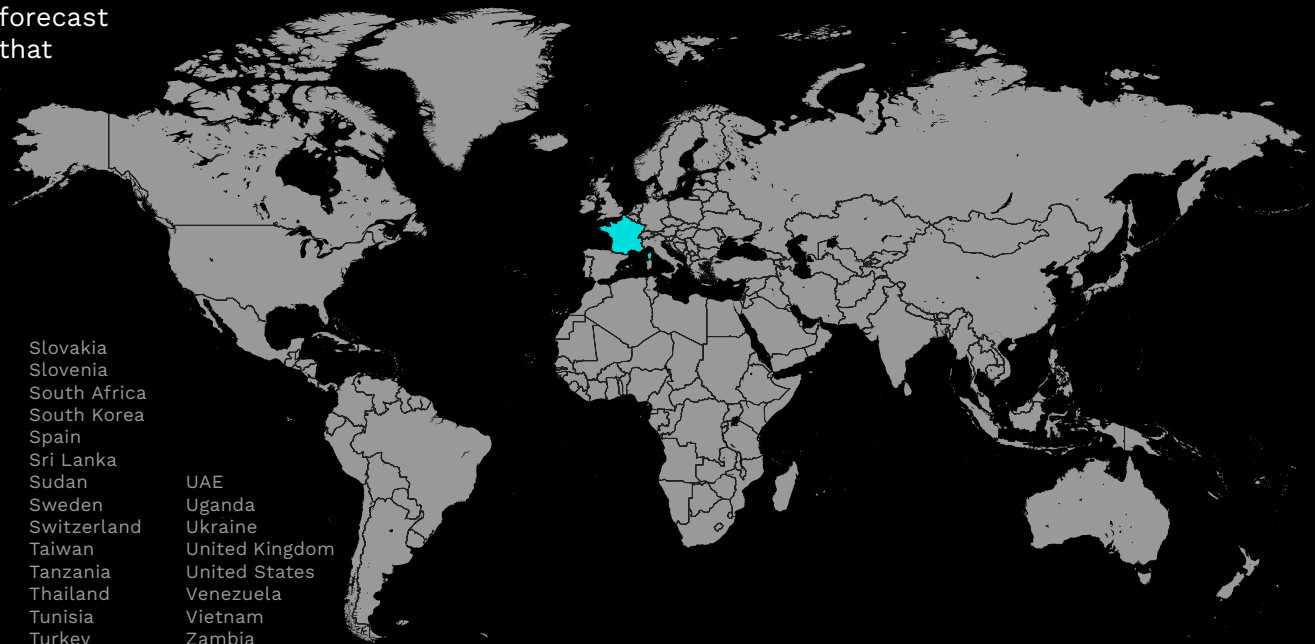 forecast
that
Slovakia
Slovenia
South Africa
South Korea
Spain
Sri Lanka
Sudan
Sweden
Switzerland
Taiwan
Tanzania
Thailand
Tunisia
Turkey
UAE
Uganda
Ukraine
United Kingdom
United States
Venezuela
Vietnam
Zambia